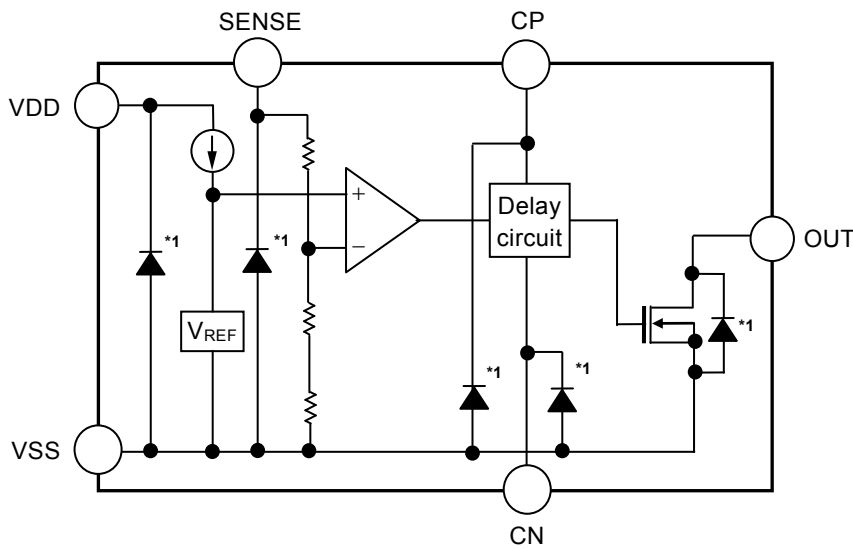 SENSE
CP
VDD
*1
*1
+
−
Delay
circuit
OUT
VREF
*1
*1
*1
VSS
CN